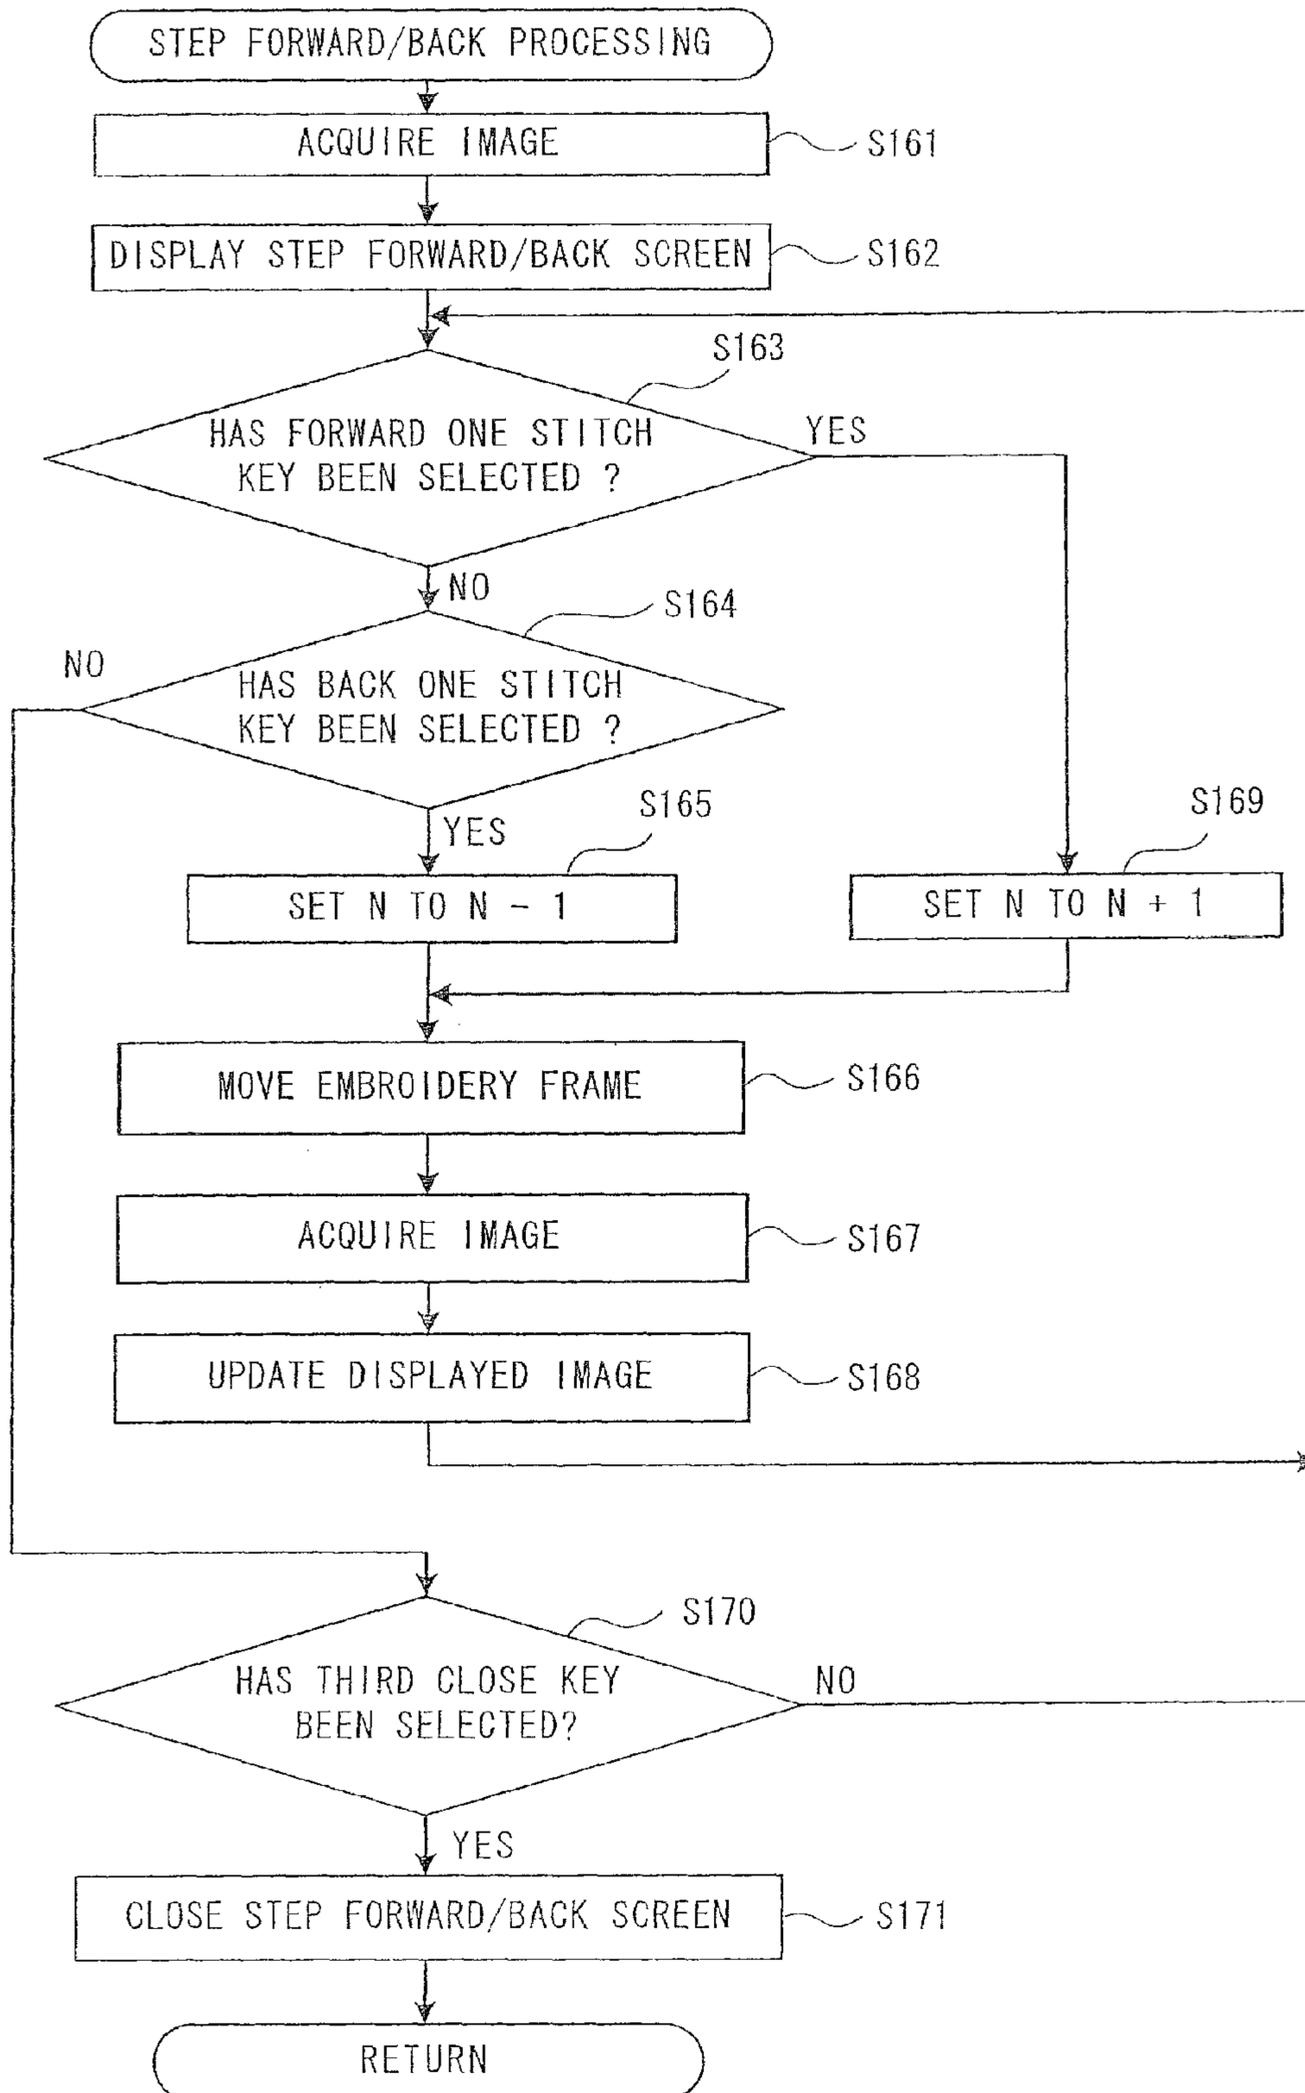 STEP FORWARD/BACK PROCESSING
ACQUIRE IMAGE
S161
DISPLAY STEP FORWARD/BACK SCREEN
S162
S163
HAS FORWARD ONE STITCH
KEY BEEN SELECTED ?
YES
NO
S164
NO
HAS BACK ONE STITCH
KEY BEEN SELECTED ?
YES
S165
S169
SET N TO N - 1
SET N TO N + 1
MOVE EMBROIDERY FRAME
S166
ACQUIRE IMAGE
S167
UPDATE DISPLAYED IMAGE
S168
S170
HAS THIRD CLOSE KEY
BEEN SELECTED?
NO
YES
CLOSE STEP FORWARD/BACK SCREEN
S171
RETURN